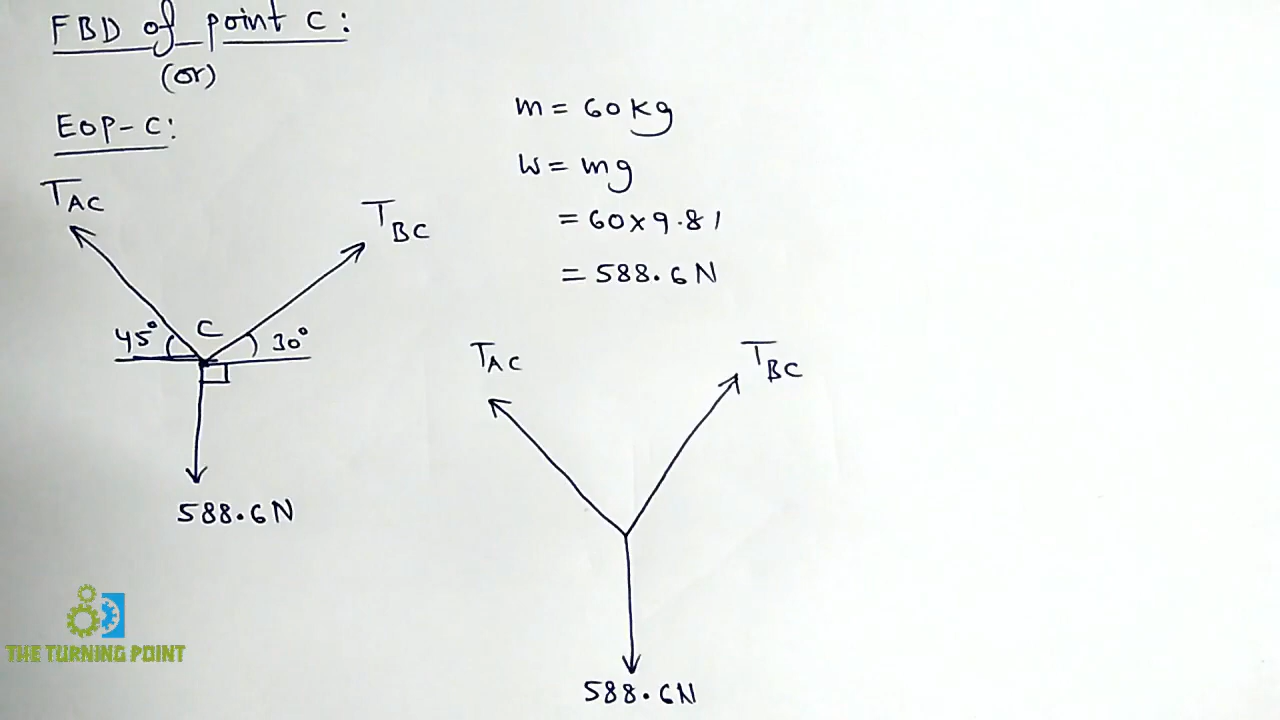 FBD of point C:
(or)
EOP-C:
m = 60kg
W = mg
= 60x9.81
= 588.6N
TAC
TBC
45°
C
30°
588.6N
TAC
TBC
588.6N
THE TURNING POINT